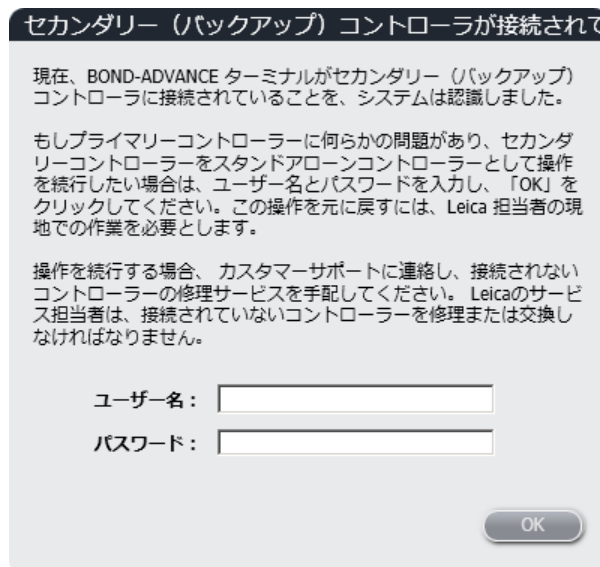 セカンダリー（バックアップ）コントローラが接続されて
現在、BOND-ADVANCE ターミナルがセカンダリー（バックアップ）
コントローラに接続されていることを、システムは認識しました。
もしプライマリーコントローラーに何らかの問題があり、セカンダ
リーコントローラーをスタンドアローンコントローラーとして操作
を続行したい場合は、ユーザー名とパスワードを入力し、「OK」を
クリックしてください。この操作を元に戻すには、Leica 担当者の現
地での作業を必要とします。
操作を続行する場合、 カスタマーサポートに連絡し、接続されない
コントローラーの修理サービスを手配してください。 Leicaのサービ
ス担当者は、接続されていないコントローラーを修理または交換し
なければなりません。
ユーザー名：
パスワード：
OK